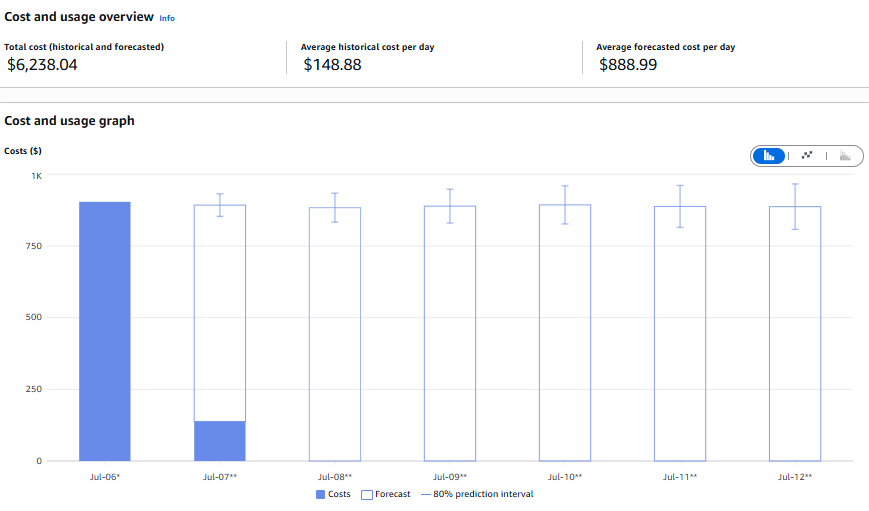 Cost and usage overview Info
Total cost (historical and forecasted) Average historical cost per day Average forecasted cost per day
$6,238.04 $148.88 $888.99
Cost and usage graph
Costs ($)
1K
750
500
250
0
Jul-06* Jul-07** Jul-08** Jul-09** Jul-10** Jul-11** Jul-12**
Costs Forecast 80% prediction interval